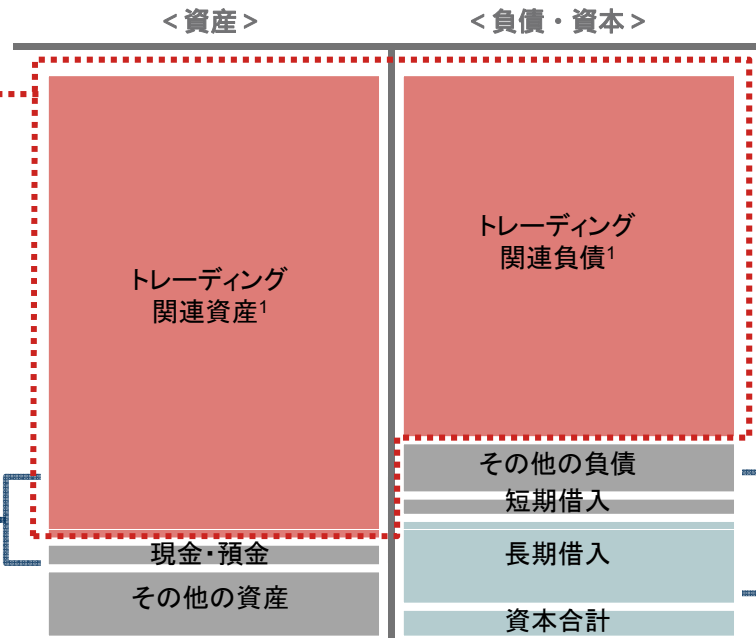 <資産>
<負債・資本>
トレーディング
関連資産1
現金・預金
その他の資産
トレーディング
関連負債1
その他の負債
短期借入
長期借入
資本合計